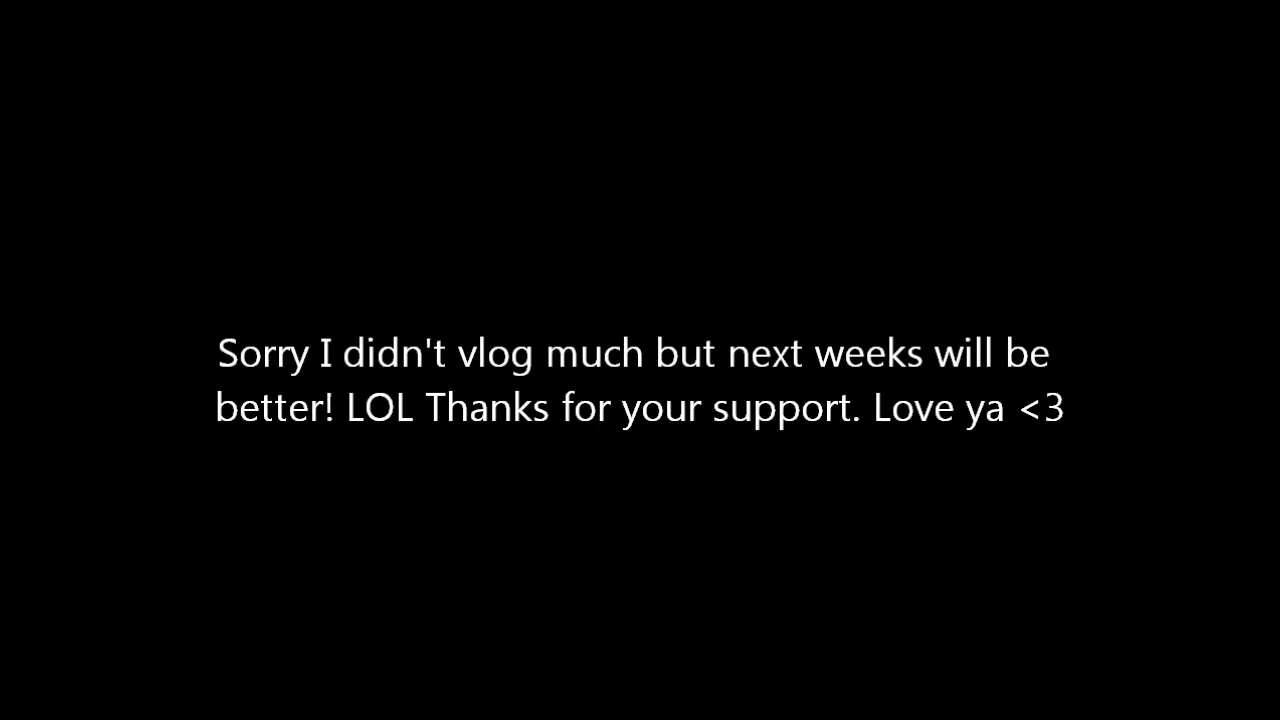 Sorry I didn't vlog much but next weeks will be
better! LOL Thanks for your support. Love ya <3